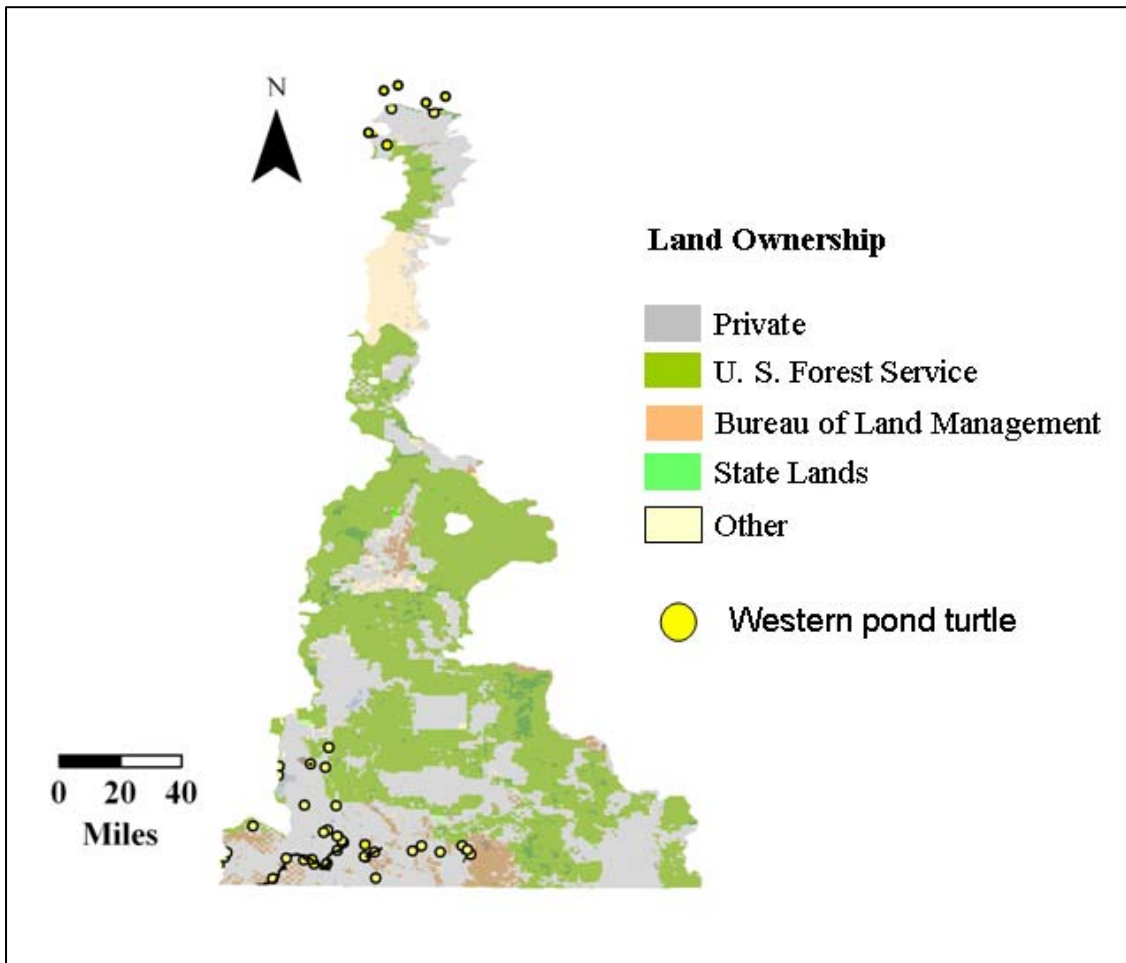 N
Land Ownership
Private
U. S. Forest Service
Bureau of Land Management
State Lands
Other
Western pond turtle
0 20 40
Miles